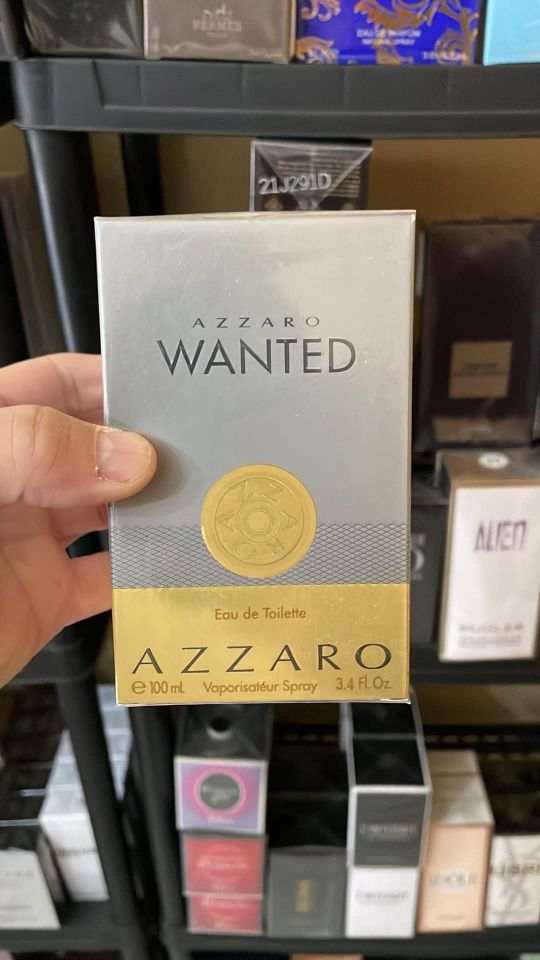 HERMÈS
EAU DE PARFUM
21J291D
AZZARO
WANTED
ALIEN
MUGLER
Eau de Toilette
AZZARO
e 100 mL Vaporisateur Spray 3.4 Fl. Oz.